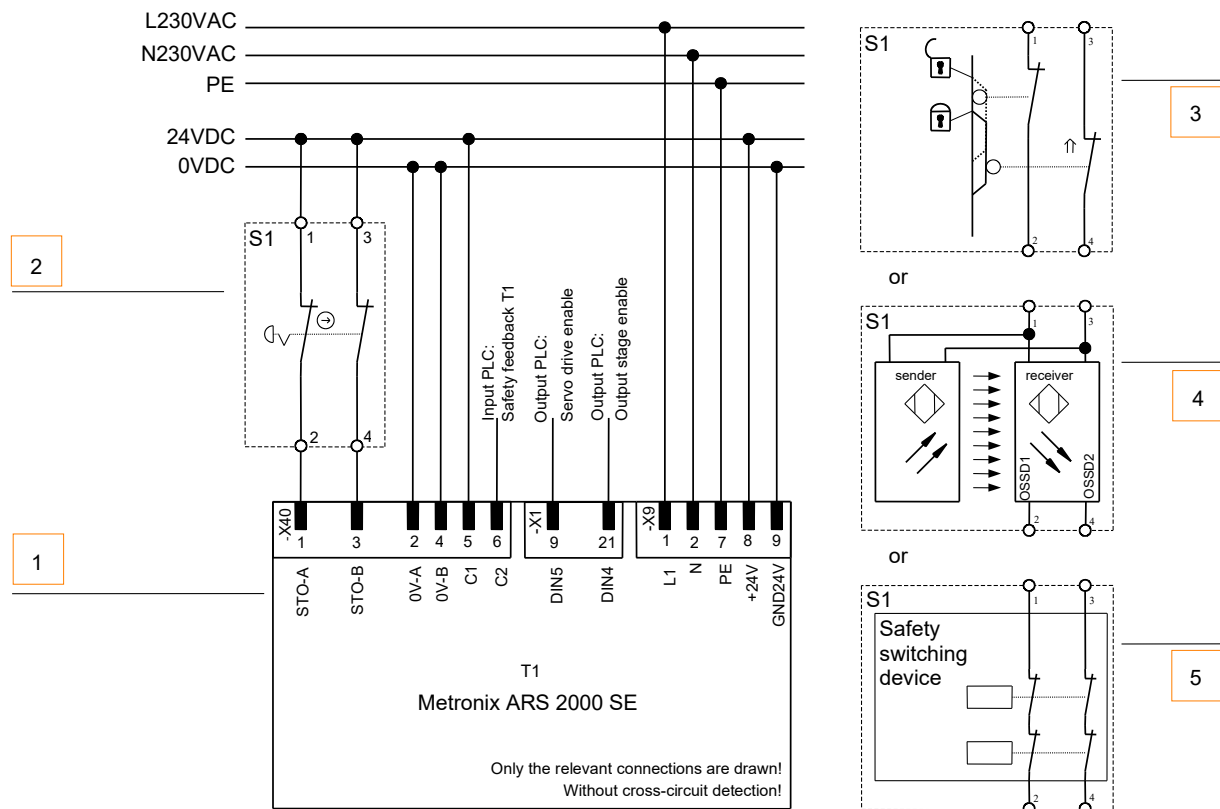 L230VAC
N230VAC
PE
24VDC
0VDC
S1
1
3
2
4
2
1
Input PLC:
Safety feedback T1
Output PLC:
Servo drive enable
Output PLC:
Output stage enable
-X40
1
3
2
4
5
6
-X1
9
21
-X9
1
2
7
8
9
STO-A
STO-B
0V-A
0V-B
C1
C2
DIN5
DIN4
L1
N
PE
+24V
GND24V
T1
Metronix ARS 2000 SE
Only the relevant connections are drawn!
Without cross-circuit detection!
S1
1
3
2
4
3
or
S1
1
3
sender
receiver
OSSD1
OSSD2
2
4
4
or
S1
1
3
Safety
switching
device
2
4
5